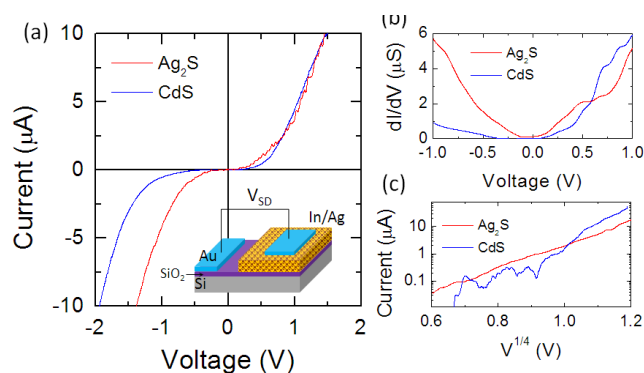 (a)
10
5
0
-5
-10
Current (μA)
Ag₂S
CdS
V_SD
In/Ag
Au
SiO₂
Si
-2
-1
0
1
2
Voltage (V)
(b)
6
4
2
0
dI/dV (μS)
Ag₂S
CdS
-1.0
-0.5
0.0
0.5
1.0
Voltage (V)
(c)
10
1
0.1
Current (μA)
Ag₂S
CdS
0.6
0.8
1.0
1.2
V^1/4 (V)